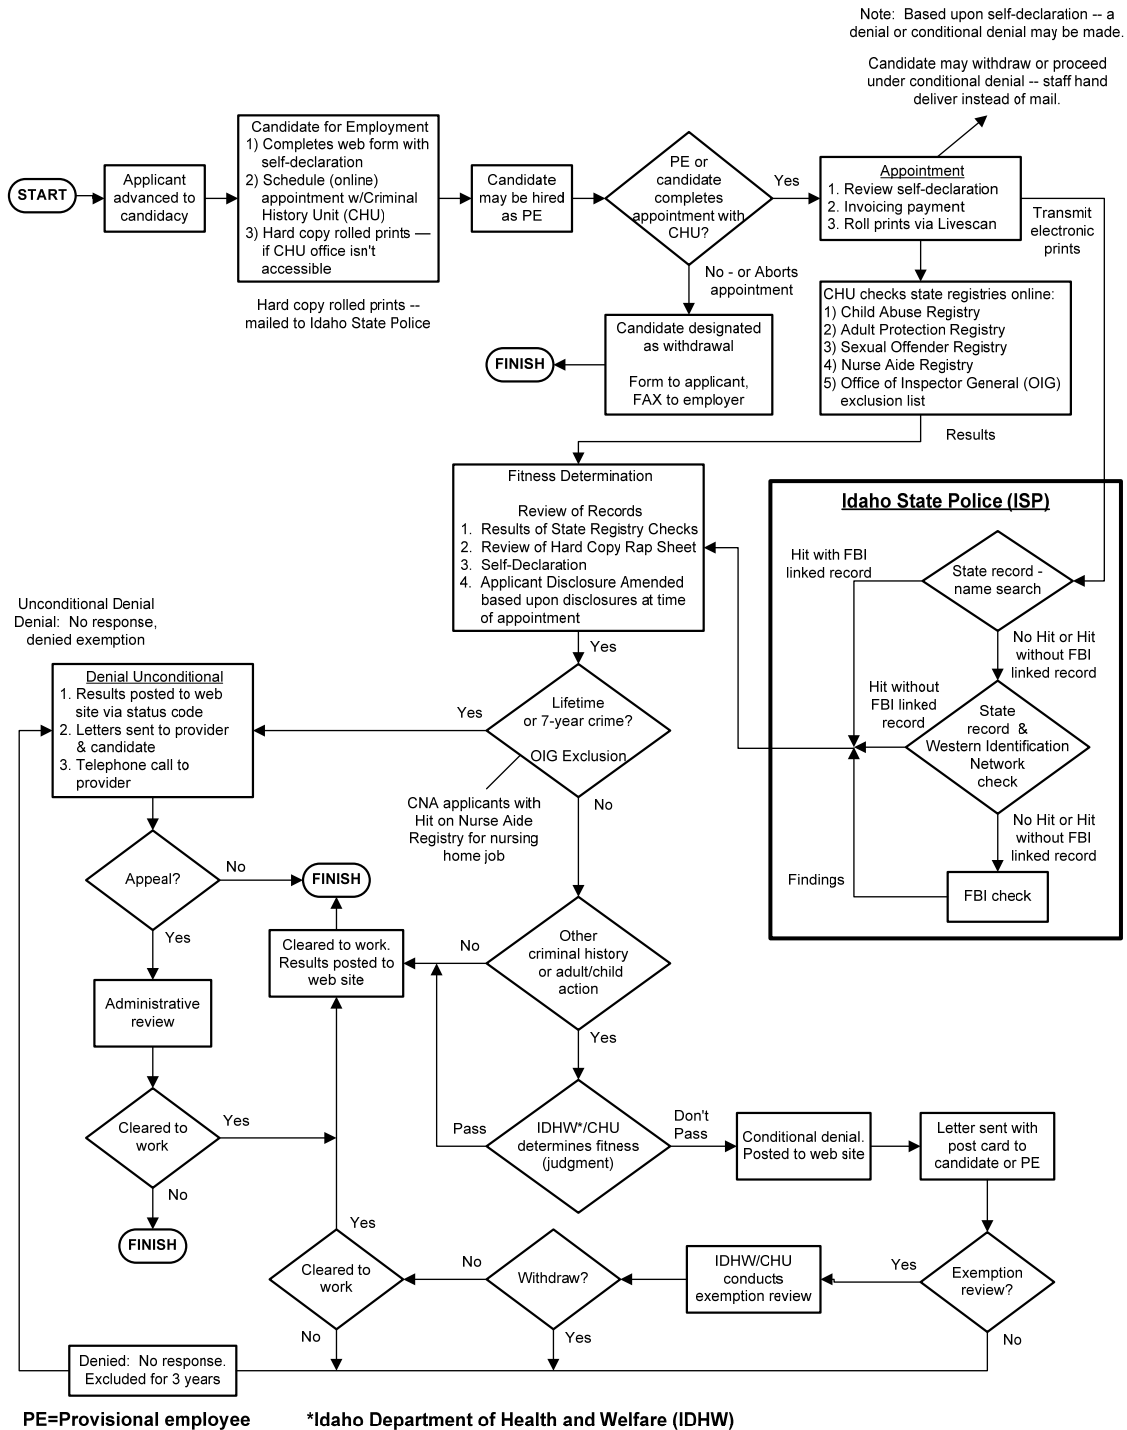 Note: Based upon self-declaration -- a
denial or conditional denial may be made.
Candidate may withdraw or proceed
under conditional denial -- staff hand
deliver instead of mail.
START
Applicant
advanced to
candidacy
Candidate for Employment
1) Completes web form with
self-declaration
2) Schedule (online)
appointment w/Criminal
History Unit (CHU)
3) Hard copy rolled prints —
if CHU office isn't
accessible
Hard copy rolled prints --
mailed to Idaho State Police
Candidate
may be hired
as PE
PE or
candidate
completes
appointment with
CHU?
Yes
No - or Aborts
appointment
Candidate designated
as withdrawal
Form to applicant,
FAX to employer
FINISH
Appointment
1. Review self-declaration
2. Invoicing payment
3. Roll prints via Livescan
Transmit
electronic
prints
CHU checks state registries online:
1) Child Abuse Registry
2) Adult Protection Registry
3) Sexual Offender Registry
4) Nurse Aide Registry
5) Office of Inspector General (OIG)
exclusion list
Results
Fitness Determination
Review of Records
1. Results of State Registry Checks
2. Review of Hard Copy Rap Sheet
3. Self-Declaration
4. Applicant Disclosure Amended
based upon disclosures at time
of appointment
Yes
Idaho State Police (ISP)
Hit with FBI
linked record
State record -
name search
No Hit or Hit
without FBI
linked record
Hit without
FBI linked
record
State
record &
Western Identification
Network
check
No Hit or Hit
without FBI
linked record
Findings
FBI check
Unconditional Denial
Denial: No response,
denied exemption
Denial Unconditional
1. Results posted to web
site via status code
2. Letters sent to provider
& candidate
3. Telephone call to
provider
Yes
Lifetime
or 7-year crime?
OIG Exclusion
No
CNA applicants with
Hit on Nurse Aide
Registry for nursing
home job
Appeal?
No
FINISH
Yes
Cleared to work.
Results posted to
web site
No
Other
criminal history
or adult/child
action
Yes
Administrative
review
Cleared to
work
Yes
No
FINISH
Pass
IDHW*/CHU
determines fitness
(judgment)
Don't
Pass
Conditional denial.
Posted to web site
Letter sent with
post card to
candidate or PE
Yes
Cleared to
work
No
No
Withdraw?
Yes
IDHW/CHU
conducts
exemption review
Yes
Exemption
review?
No
Denied: No response.
Excluded for 3 years
PE=Provisional employee
*Idaho Department of Health and Welfare (IDHW)